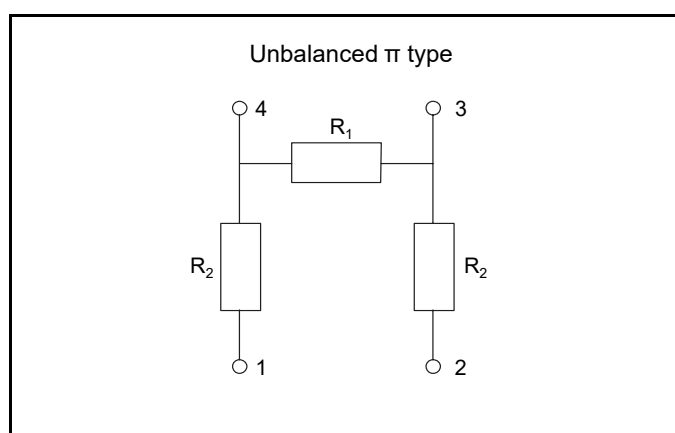 Unbalanced π type
4
3
R₁
R₂
R₂
1
2